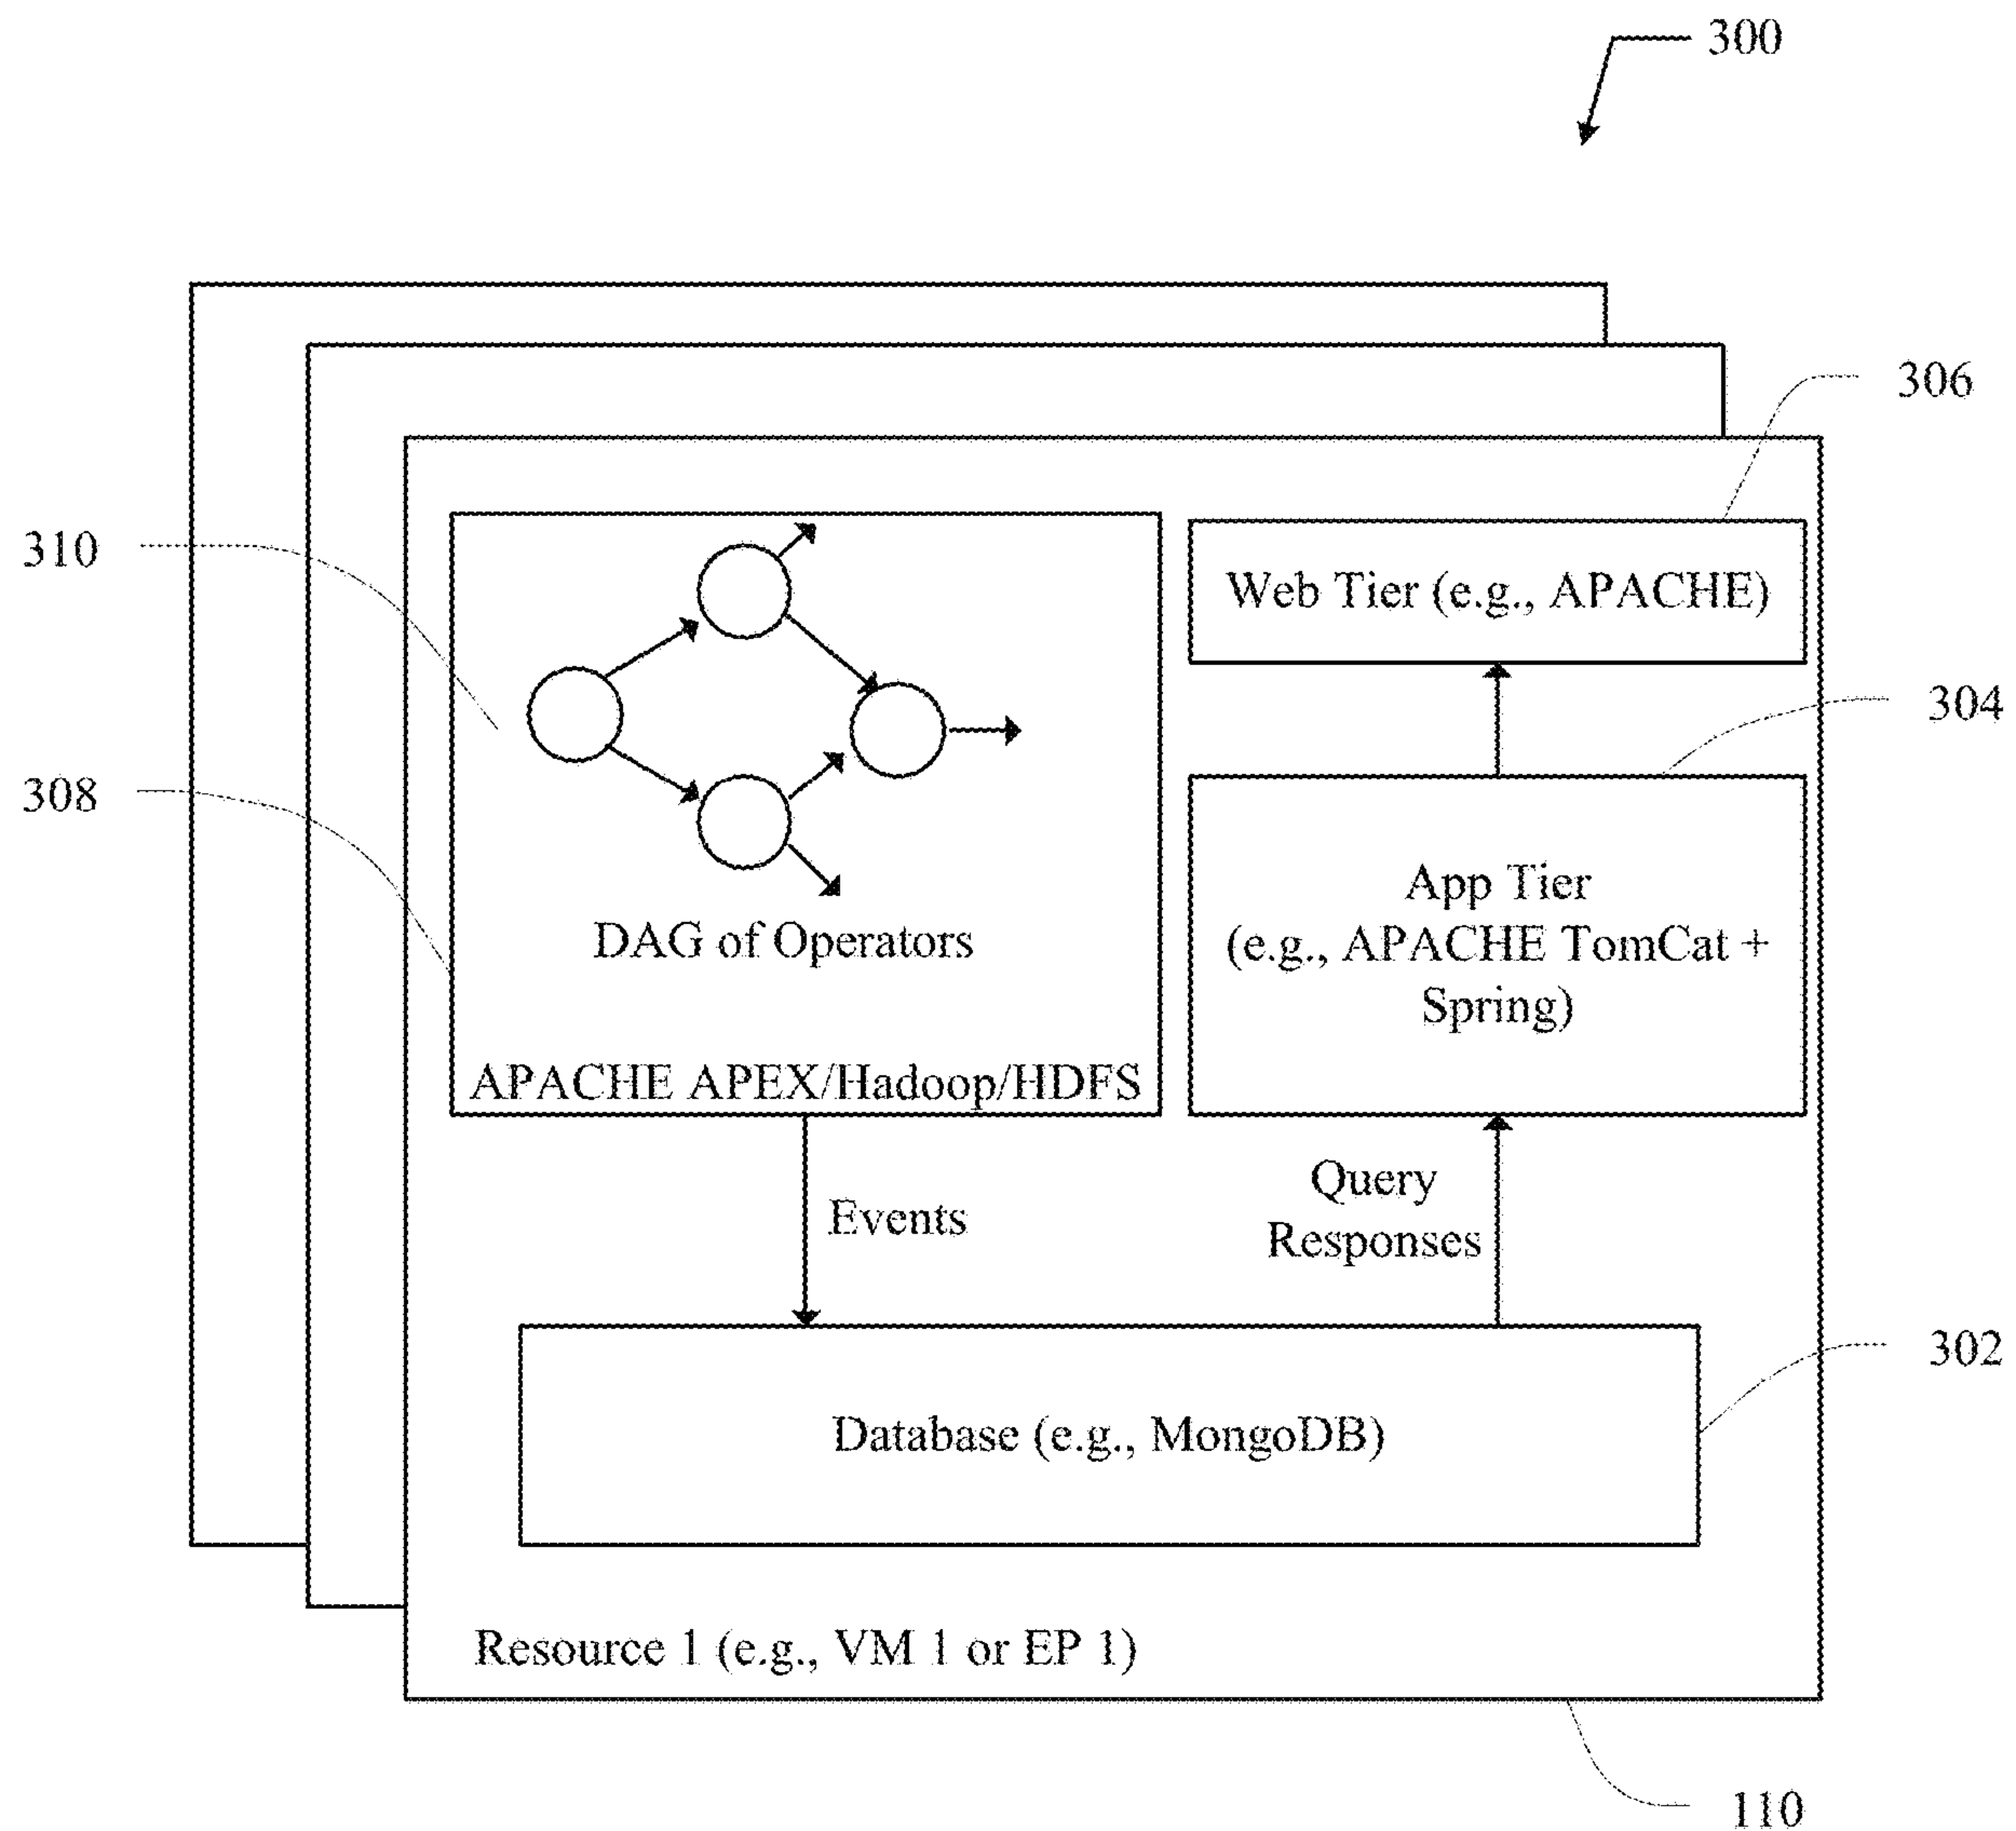 300
306
310
Web Tier (e.g., APACHE)
304
308
App Tier
(e.g., APACHE TomCat +
Spring)
DAG of Operators
APACHE APEX/Hadoop/HDFS
Events
Query
Responses
302
Database (e.g., MongoDB)
Resource 1 (e.g., VM 1 or EP 1)
110